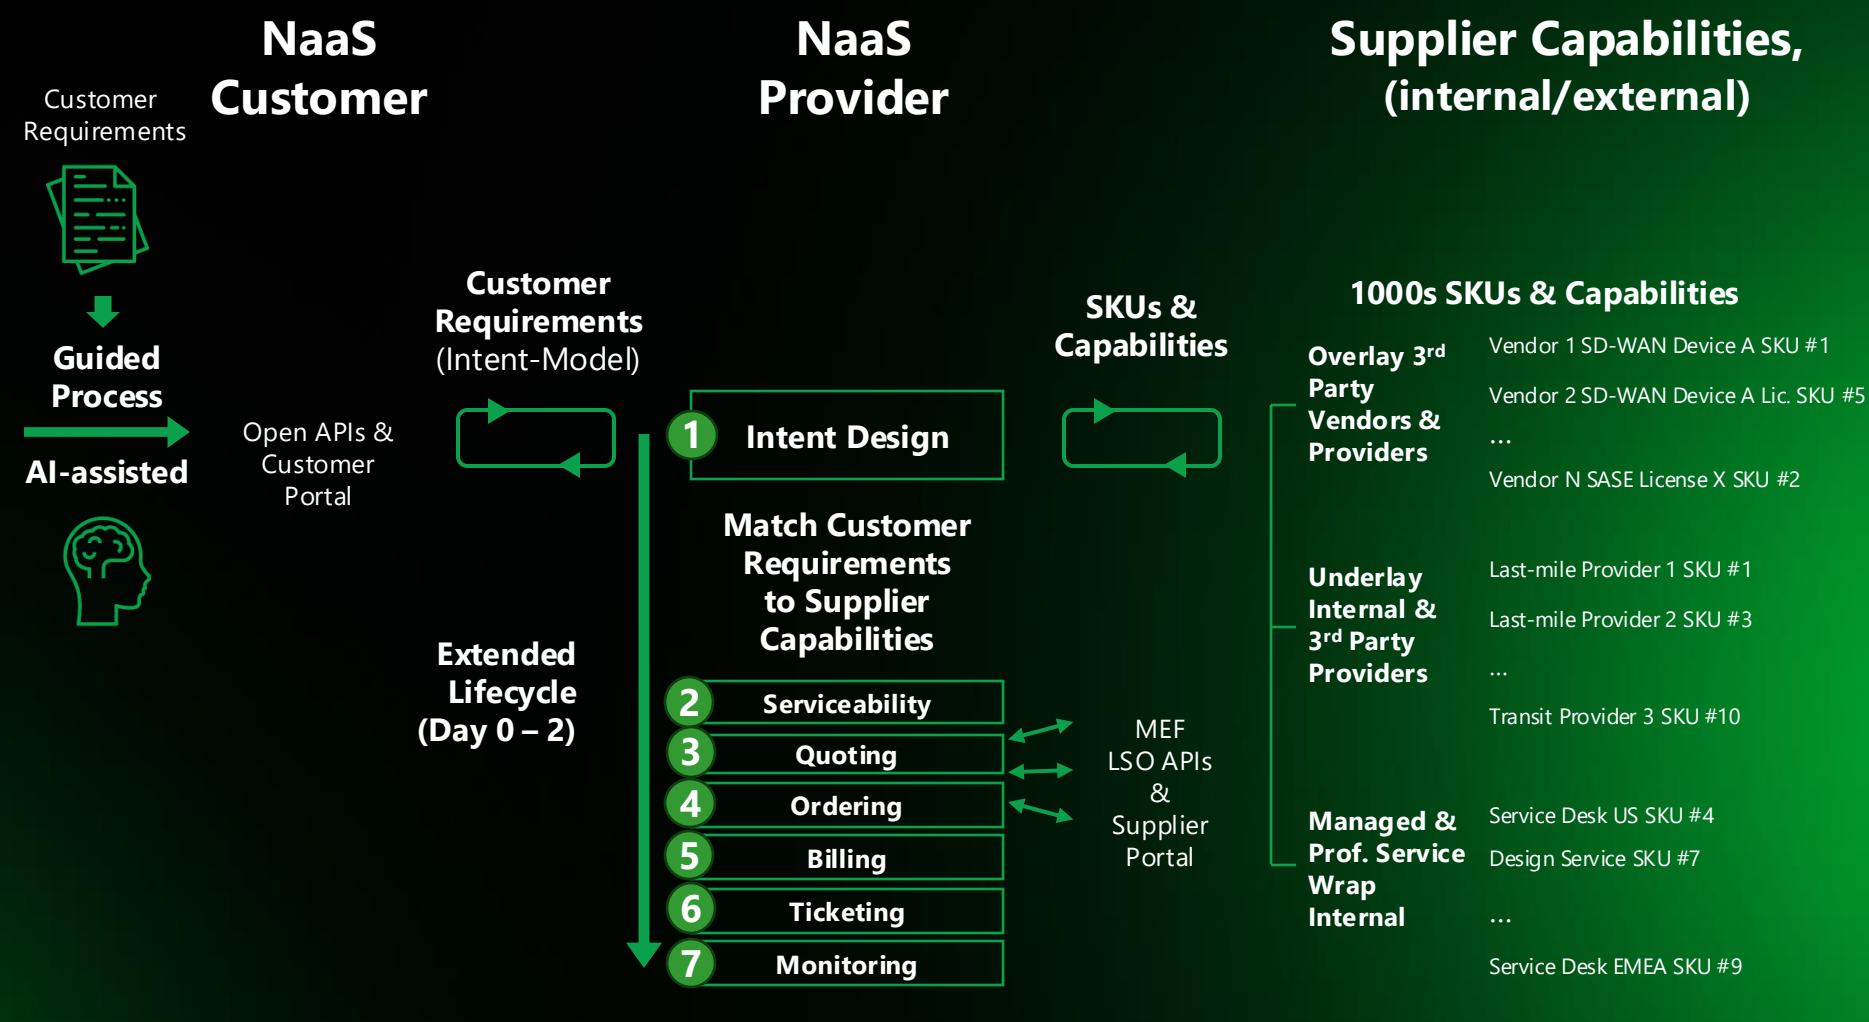 NaaS
Customer
NaaS
Provider
Supplier Capabilities,
(internal/external)
Customer
Requirements
Guided
Process
AI-assisted
Open APIs &
Customer
Portal
Customer
Requirements
(Intent-Model)
Extended
Lifecycle
(Day 0 – 2)
1
Intent Design
Match Customer
Requirements
to Supplier
Capabilities
2
Serviceability
3
Quoting
4
Ordering
5
Billing
6
Ticketing
7
Monitoring
SKUs &
Capabilities
MEF
LSO APIs
&
Supplier
Portal
1000s SKUs & Capabilities
Overlay 3rd
Party
Vendors &
Providers
Vendor 1 SD-WAN Device A SKU #1
Vendor 2 SD-WAN Device A Lic. SKU #5
...
Vendor N SASE License X SKU #2
Underlay
Internal &
3rd Party
Providers
Last-mile Provider 1 SKU #1
Last-mile Provider 2 SKU #3
...
Transit Provider 3 SKU #10
Managed &
Prof. Service
Wrap
Internal
Service Desk US SKU #4
Design Service SKU #7
...
Service Desk EMEA SKU #9